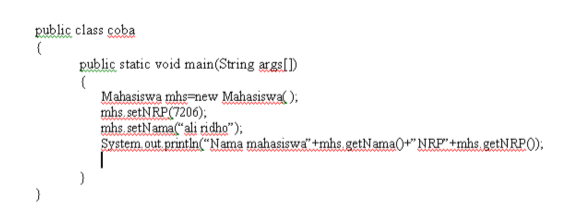 public class coba
{
public static void main(String args[])
{
Mahasiswa mhs=new Mahasiswa( );
mhs.setNRP(7206);
mhs.setNama(“ali ridho”);
System.out.println(“Nama mahasiswa”+mhs.getNama()+”NRP”+mhs.getNRP());
}
}